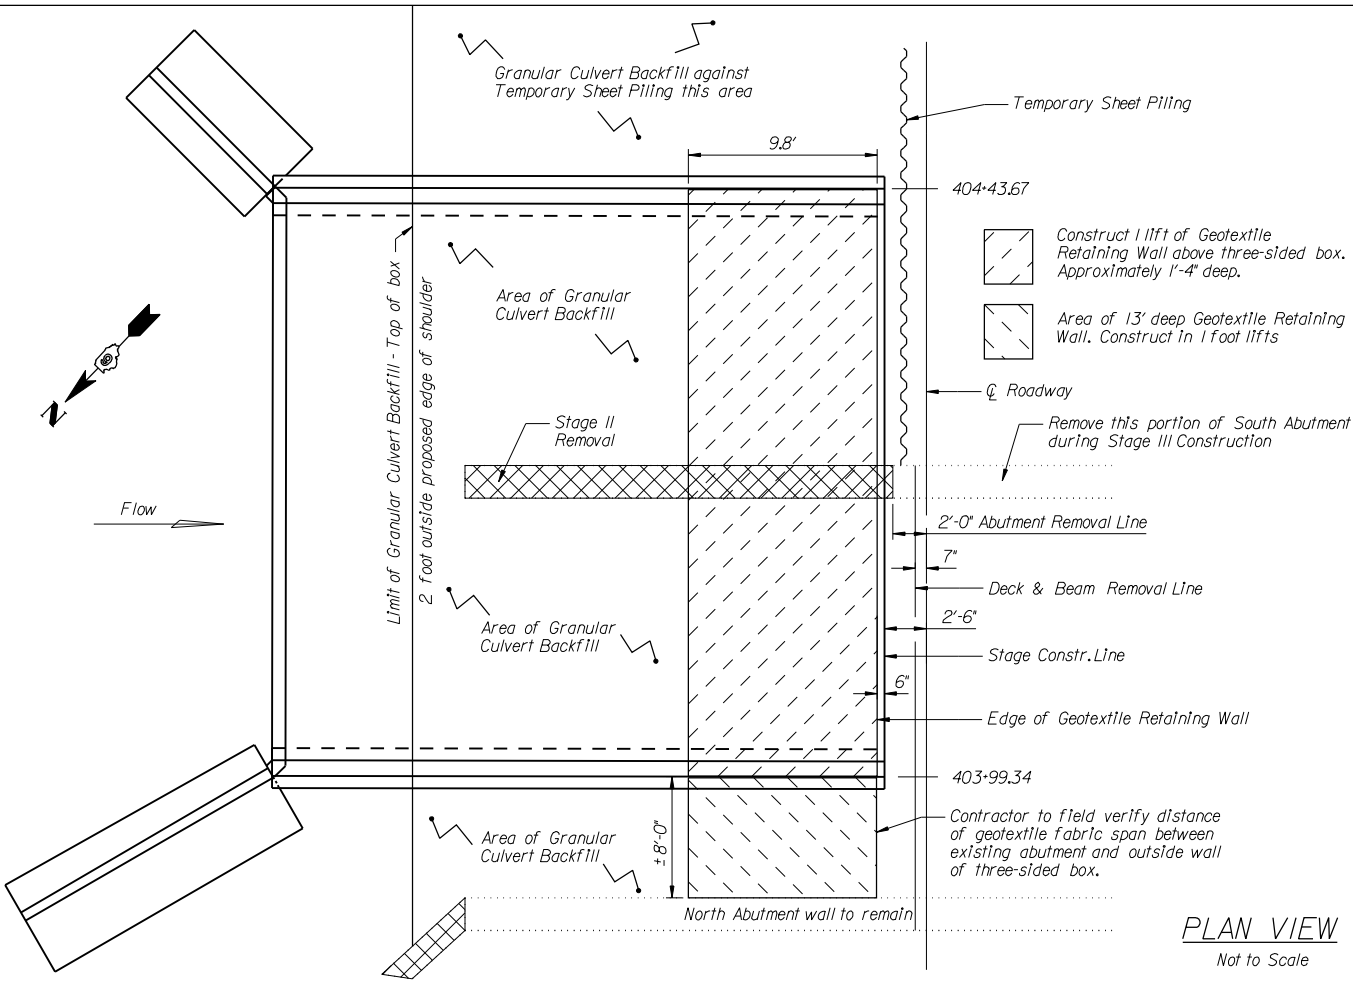 Granular Culvert Backfill against
Temporary Sheet Piling this area
Temporary Sheet Piling
9.8'
404+43.67
Construct 1 lift of Geotextile
Retaining Wall above three-sided box.
Approximately 1'-4" deep.
Area of 13' deep Geotextile Retaining
Wall. Construct in 1 foot lifts
Limit of Granular Culvert Backfill - Top of box
2 foot outside proposed edge of shoulder
Area of Granular
Culvert Backfill
N
℄ Roadway
Stage II
Removal
Remove this portion of South Abutment
during Stage III Construction
Flow
2'-0" Abutment Removal Line
7"
Deck & Beam Removal Line
2'-6"
Area of Granular
Culvert Backfill
Stage Constr. Line
6"
Edge of Geotextile Retaining Wall
403+99.34
Contractor to field verify distance
of geotextile fabric span between
existing abutment and outside wall
of three-sided box.
Area of Granular
Culvert Backfill
±8'-0"
North Abutment wall to remain
PLAN VIEW
Not to Scale